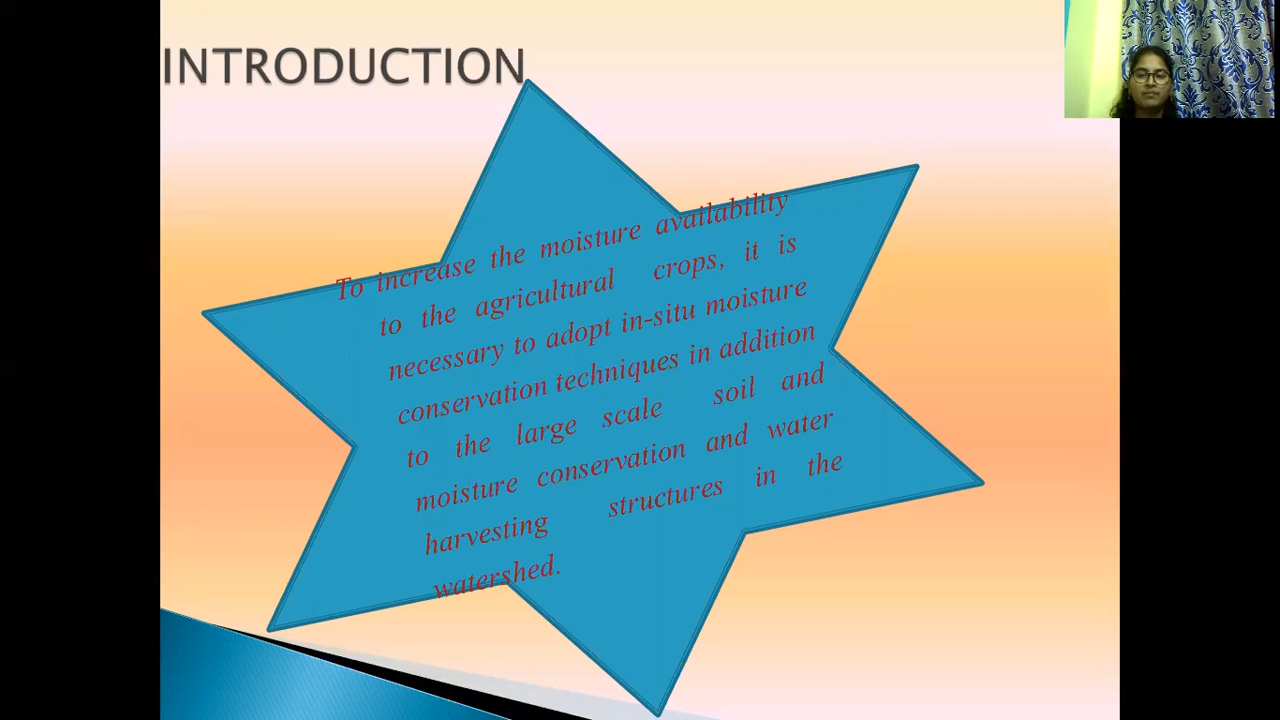 INTRODUCTION
To increase the moisture availability
to the agricultural crops, it is
necessary to adopt in-situ moisture
conservation techniques in addition
to the large scale soil and
moisture conservation and water
harvesting structures in the
watershed.